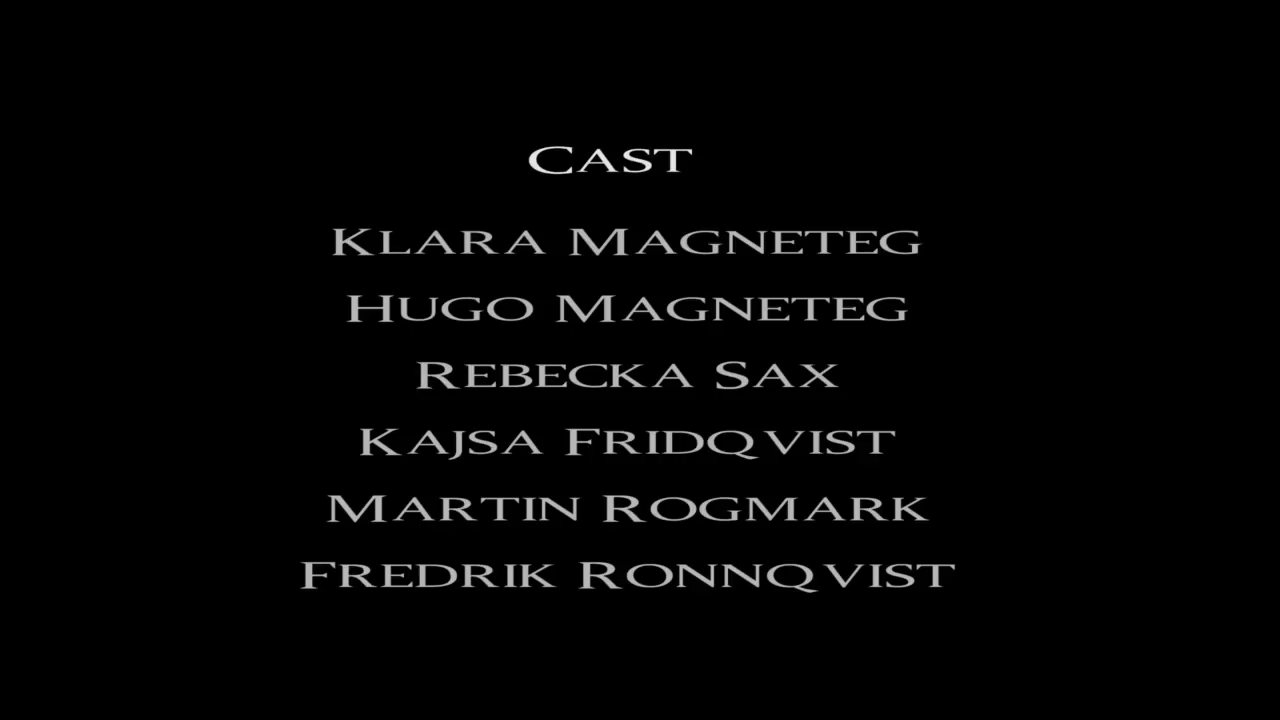 Cast
Klara Magneteg
Hugo Magneteg
Rebecka Sax
Kajsa Fridqvist
Martin Rogmark
Fredrik Ronnqvist